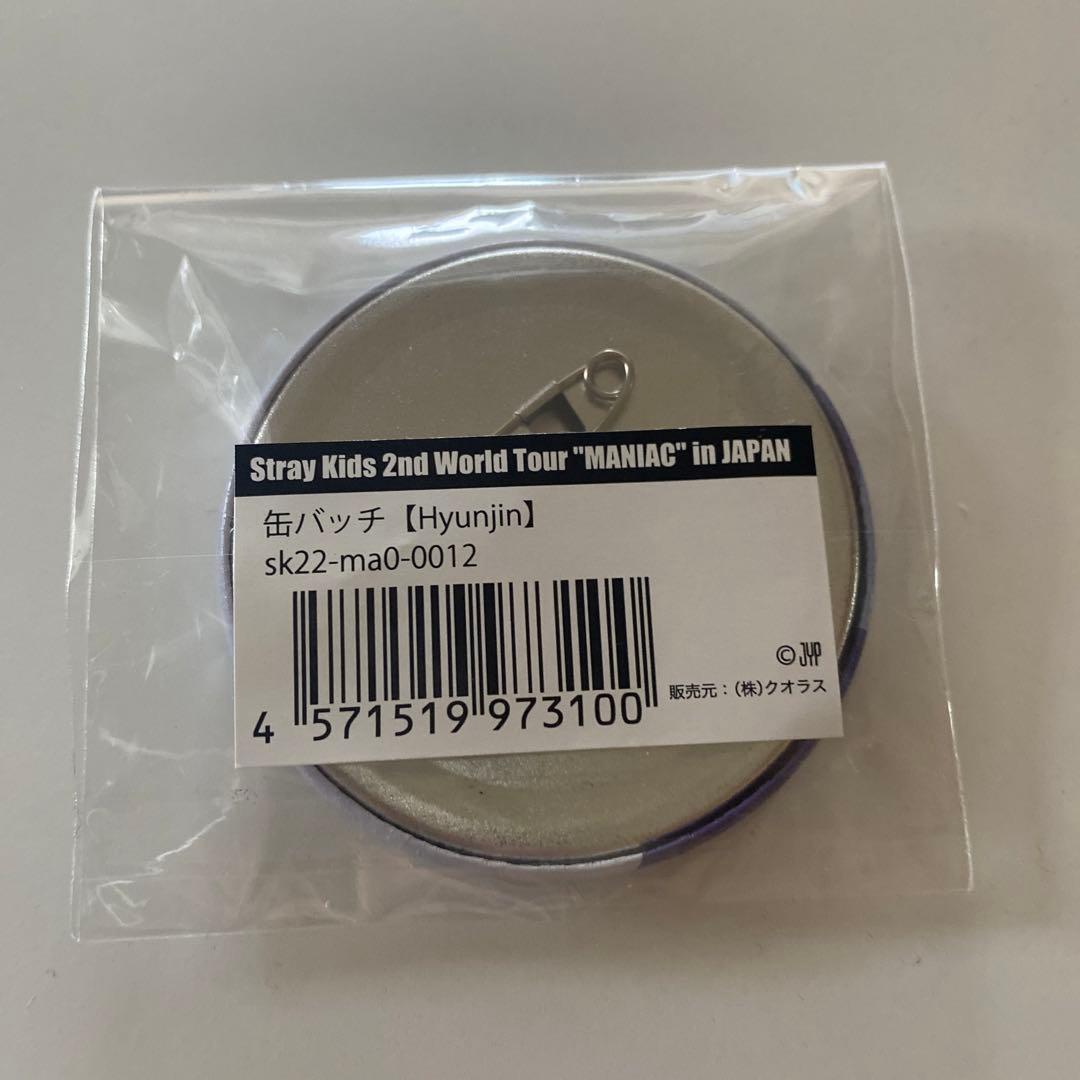 Stray Kids 2nd World Tour "MANIAC" in JAPAN
缶バッチ【Hyunjin】
sk22-ma0-0012
© JYP
販売元：(株)クオラス
4 571519 973100